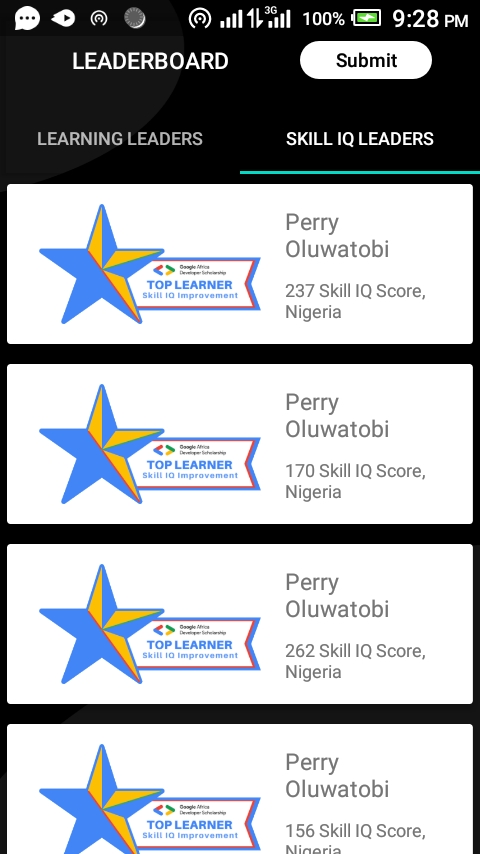 3G
100%
9:28 PM
LEADERBOARD
Submit
LEARNING LEADERS
SKILL IQ LEADERS
Google Africa
Developer Scholarship
TOP LEARNER
Skill IQ Improvement
Perry
Oluwatobi
237 Skill IQ Score,
Nigeria
Google Africa
Developer Scholarship
TOP LEARNER
Skill IQ Improvement
Perry
Oluwatobi
170 Skill IQ Score,
Nigeria
Google Africa
Developer Scholarship
TOP LEARNER
Skill IQ Improvement
Perry
Oluwatobi
262 Skill IQ Score,
Nigeria
Google Africa
Developer Scholarship
TOP LEARNER
Skill IQ Improvement
Perry
Oluwatobi
156 Skill IQ Score,
Nigeria